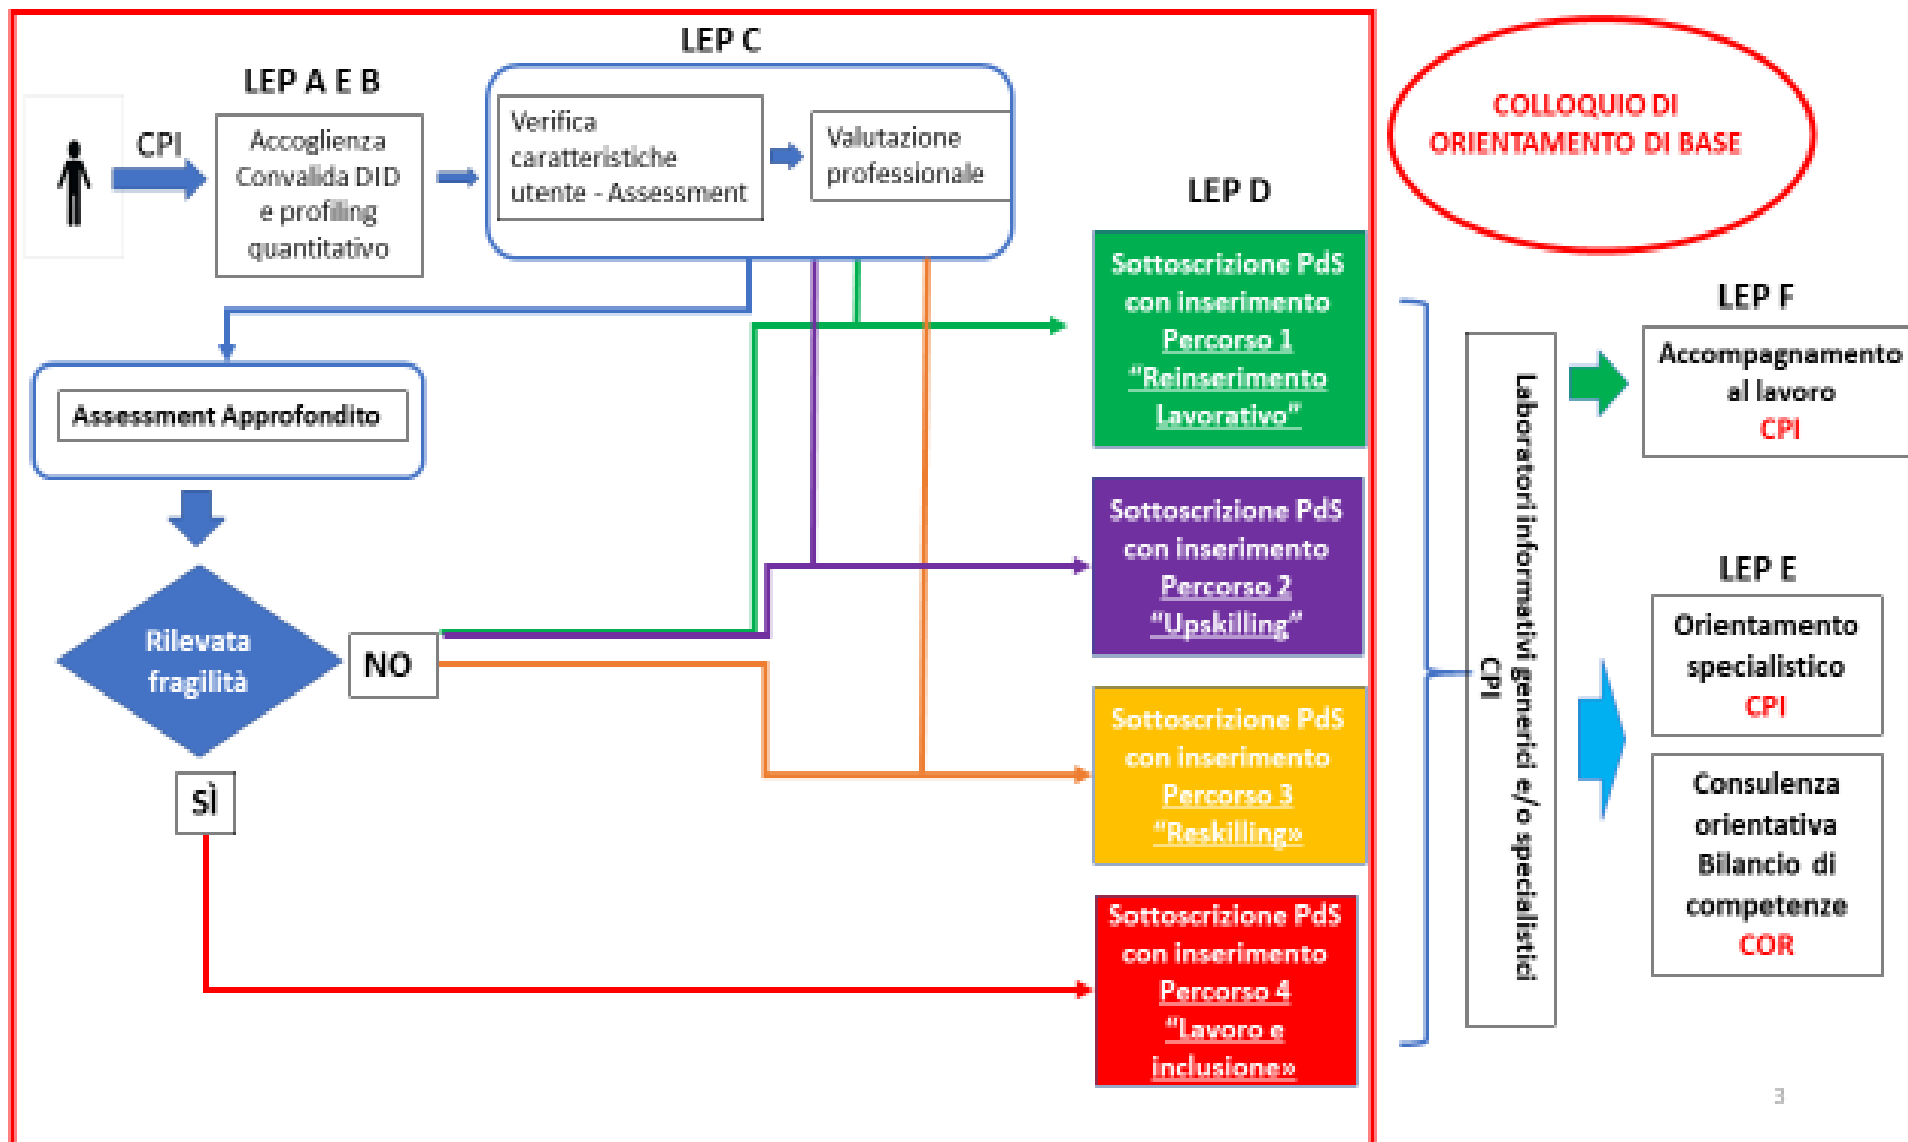 LEP C
LEP A E B
CPI
Accoglienza
Convalida DID
e profiling
quantitativo
Verifica
caratteristiche
utente - Assessment
Valutazione
professionale
COLLOQUIO DI
ORIENTAMENTO DI BASE
LEP D
Sottoscrizione PdS
con inserimento
Percorso 1
“Reinserimento
Lavorativo”
Assessment Approfondito
Rilevata
fragilità
NO
SÌ
Sottoscrizione PdS
con inserimento
Percorso 2
“Upskilling”
Sottoscrizione PdS
con inserimento
Percorso 3
“Reskilling»
Sottoscrizione PdS
con inserimento
Percorso 4
“Lavoro e
inclusione»
Laboratori informativi generici e/o specialistici
CPI
LEP F
Accompagnamento
al lavoro
CPI
LEP E
Orientamento
specialistico
CPI
Consulenza
orientativa
Bilancio di
competenze
COR
3